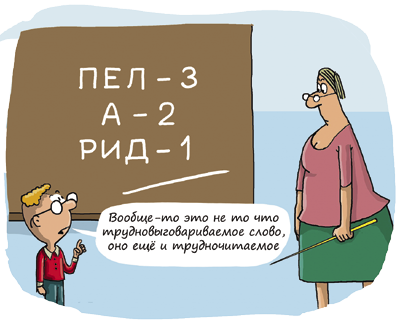 ПЕЛ - 3
А - 2
РИД - 1
Вообще-то это не то что
трудновыговариваемое слово,
оно ещё и трудночитаемое